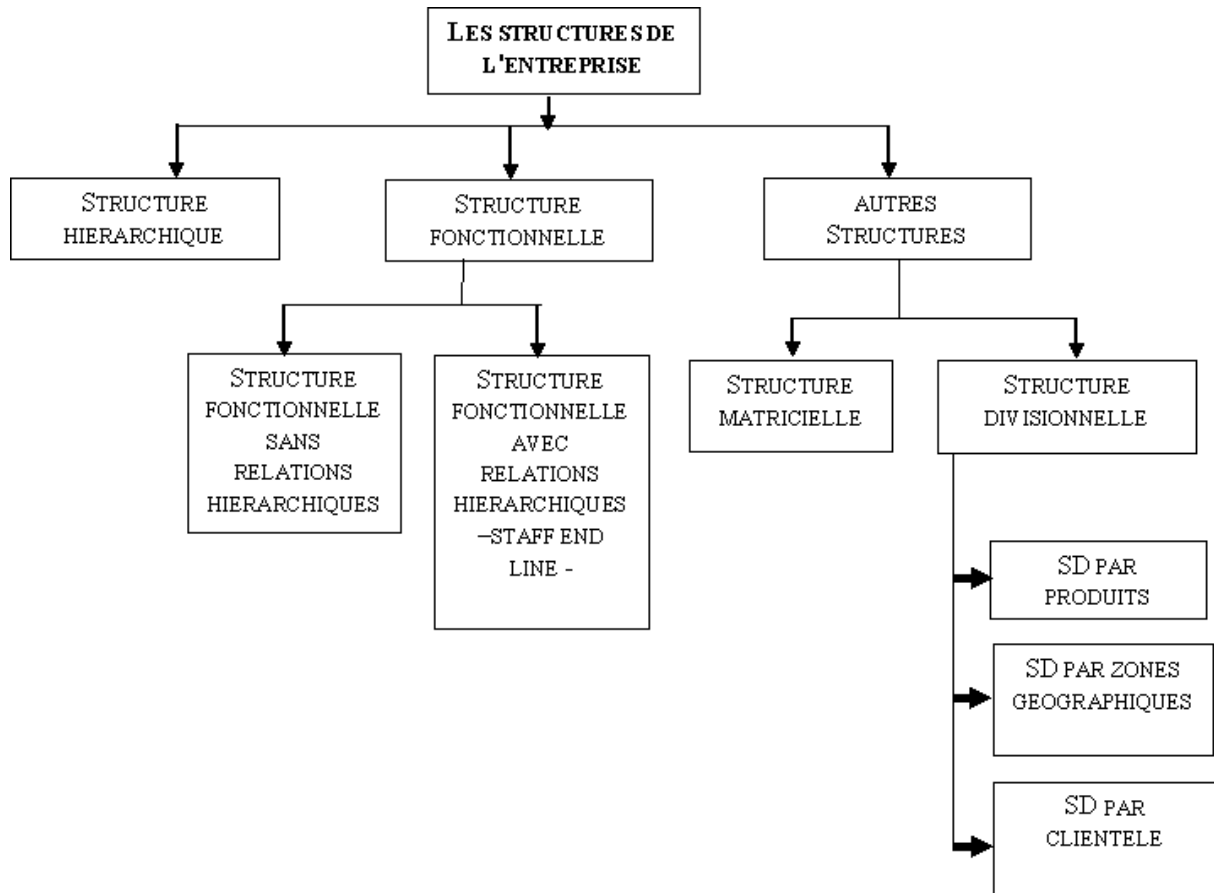 LES STRUCTURES DE
L'ENTREPRISE
STRUCTURE
HIERARCHIQUE
STRUCTURE
FONCTIONNELLE
AUTRES
STRUCTURES
STRUCTURE
FONCTIONNELLE
SANS
RELATIONS
HIERARCHIQUES
STRUCTURE
FONCTIONNELLE
AVEC
RELATIONS
HIERARCHIQUES
–STAFF END
LINE -
STRUCTURE
MATRICIELLE
STRUCTURE
DIVISIONNELLE
SD PAR
PRODUITS
SD PAR ZONES
GEOGRAPHIQUES
SD PAR
CLIENTELE